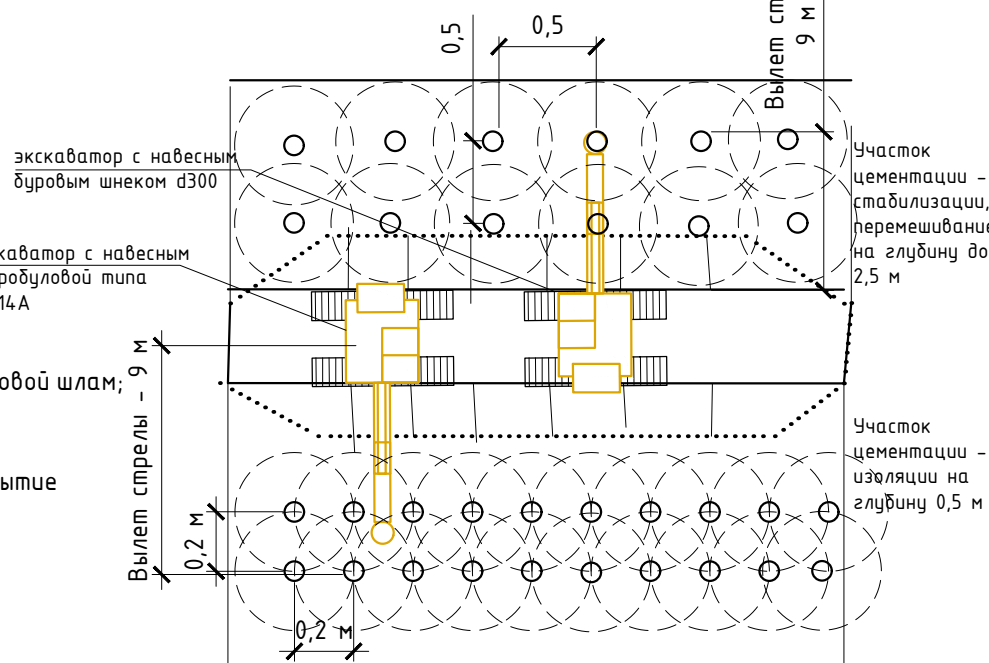 0,5
0,5
Вылет ст
9 м
экскаватор с навесным
буровым шнеком d300
каватор с навесным
робуловой типа
14А
Участок
цементации –
стабилизации,
перемешивание
на глубину до
2,5 м
овой шлам;
ытие
Вылет стрелы – 9 м
0,2 м
0,2 м
Участок
цементации –
изоляции на
глубину 0,5 м